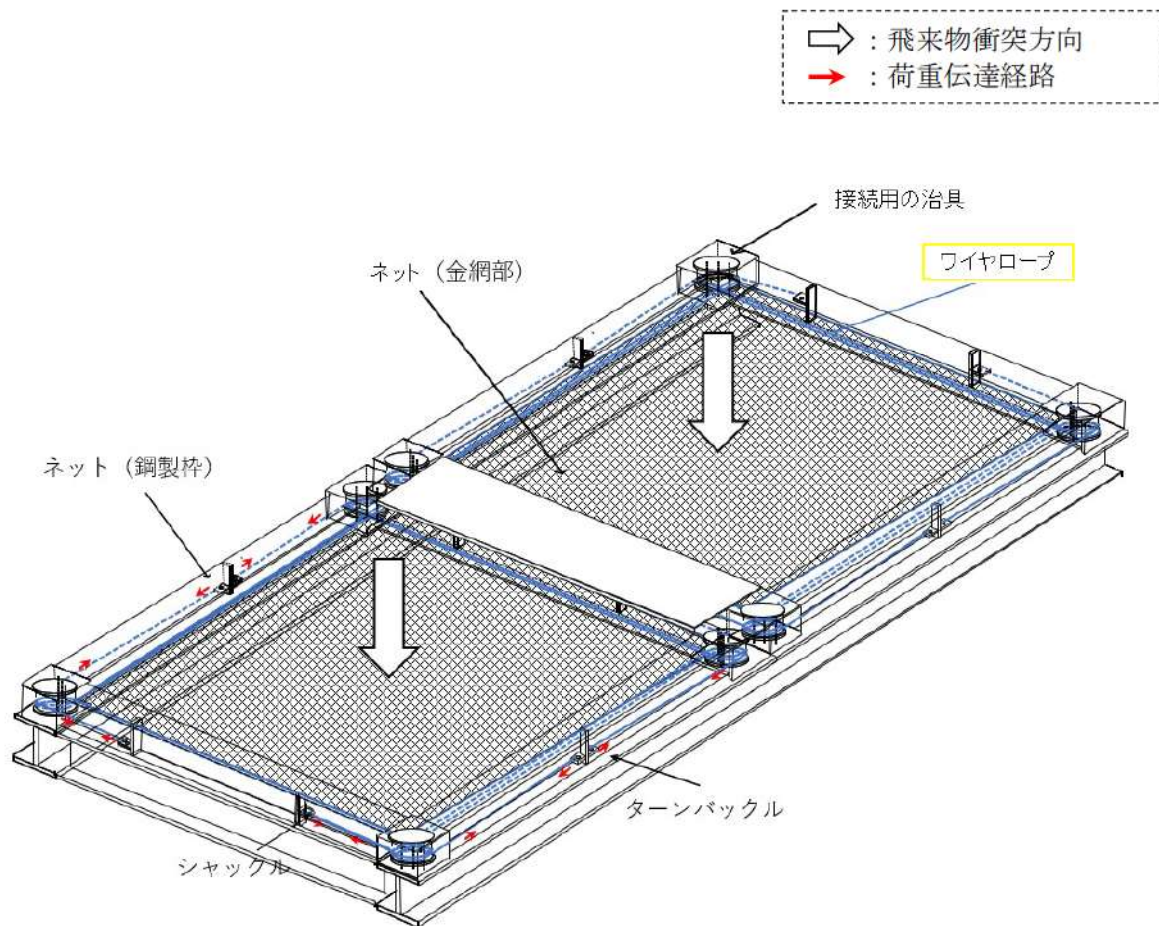 ：飛来物衝突方向
：荷重伝達経路
接続用の治具
ネット（金網部）
ワイヤロープ
ネット（鋼製枠）
ターンバックル
シャックル